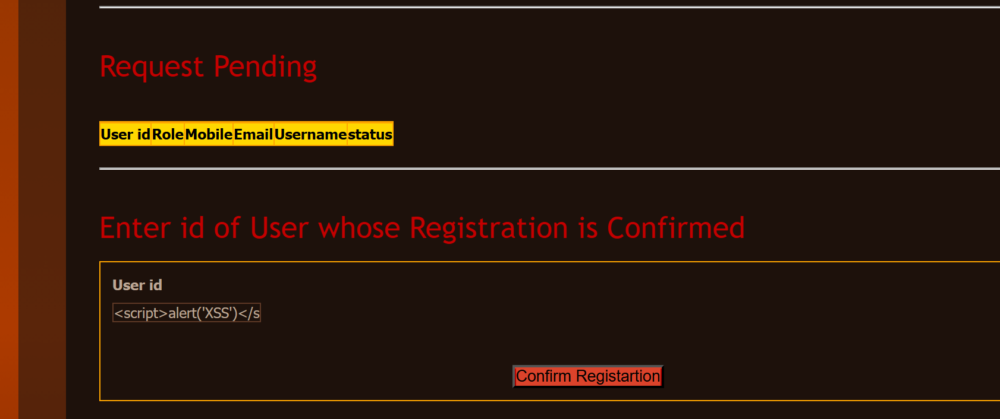 Request Pending
User id Role Mobile Email Username status
Enter id of User whose Registration is Confirmed
User id
<script>alert('XSS')</s
Confirm Registartion